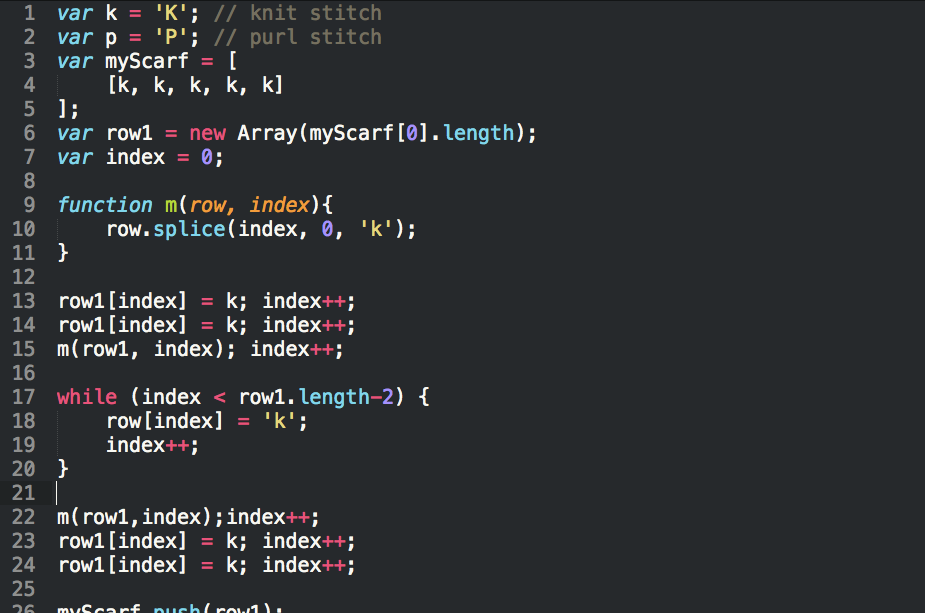 1 var k = 'K'; // knit stitch
2 var p = 'P'; // purl stitch
3 var myScarf = [
4     [k, k, k, k, k]
5 ];
6 var row1 = new Array(myScarf[0].length);
7 var index = 0;
8
9 function m(row, index){
10     row.splice(index, 0, 'k');
11 }
12
13 row1[index] = k; index++;
14 row1[index] = k; index++;
15 m(row1, index); index++;
16
17 while (index < row1.length-2) {
18     row[index] = 'k';
19     index++;
20 }
21
22 m(row1,index);index++;
23 row1[index] = k; index++;
24 row1[index] = k; index++;
25
26 myScarf.push(row1);